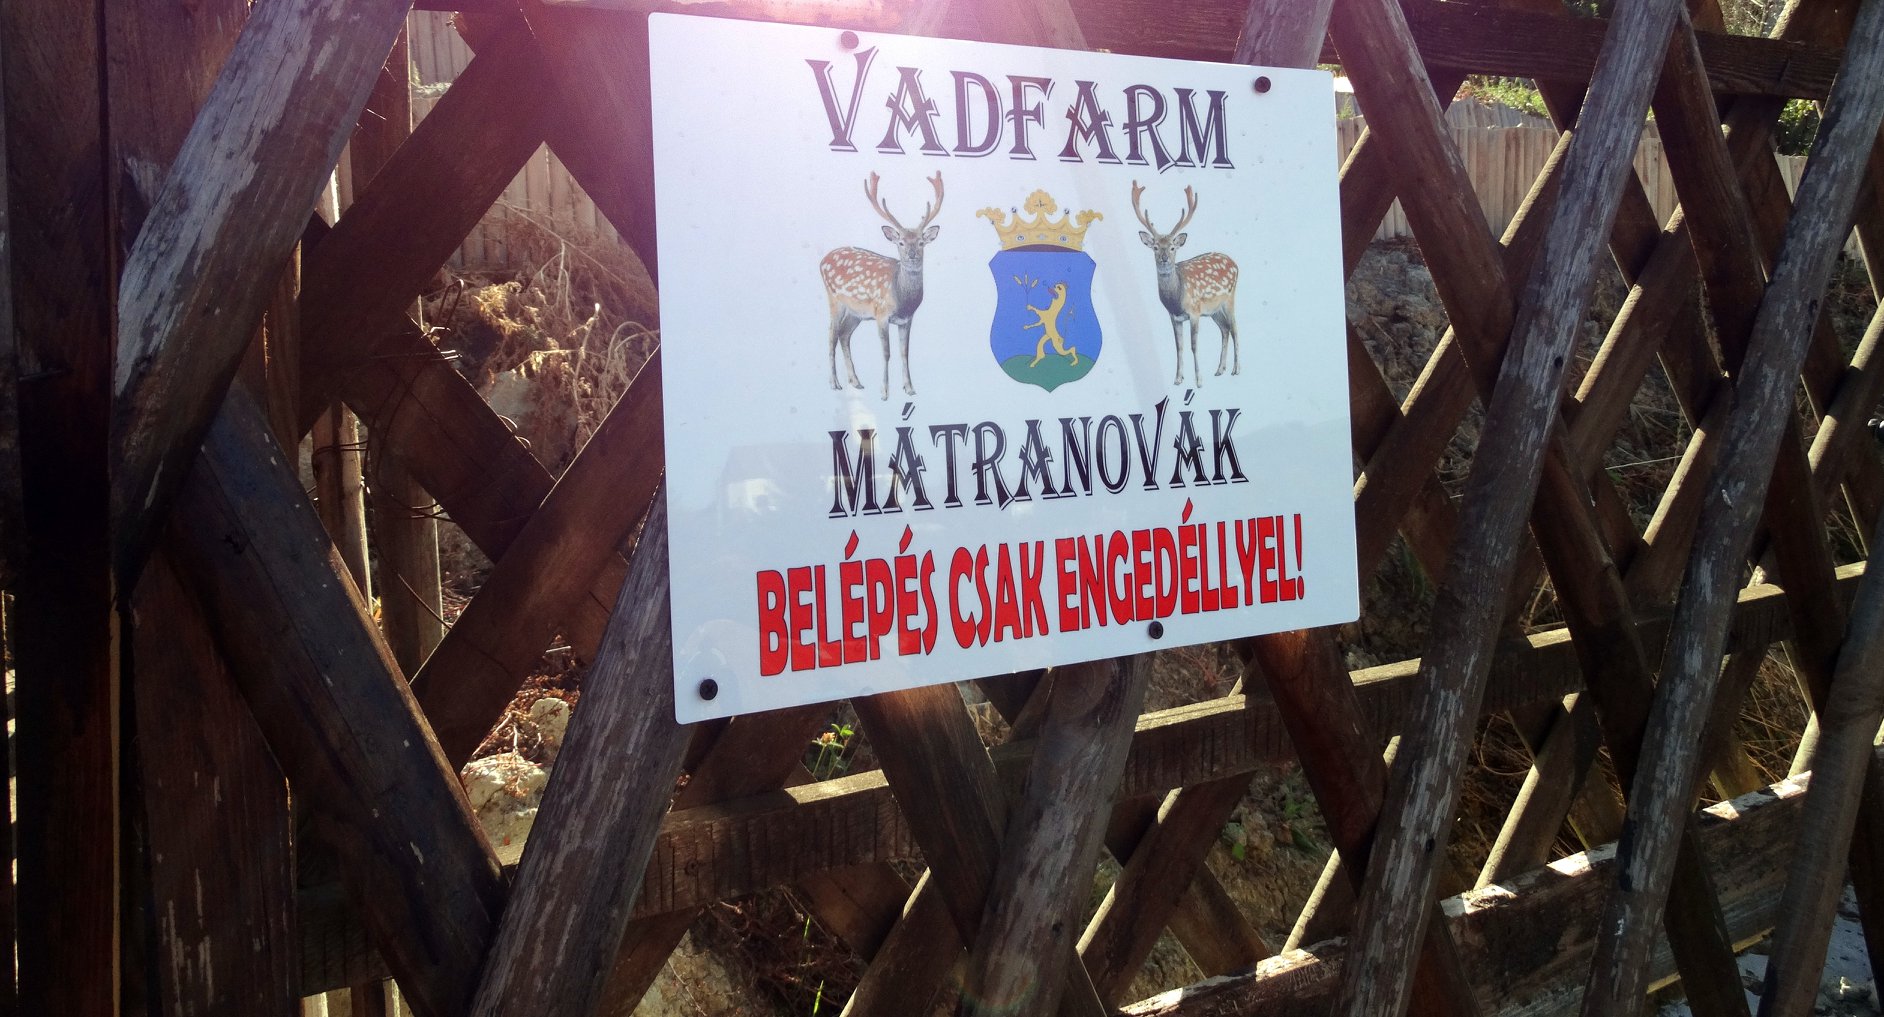 VADFARM
MÁTRANOVÁK
BELÉPÉS CSAK ENGEDÉLLYEL!